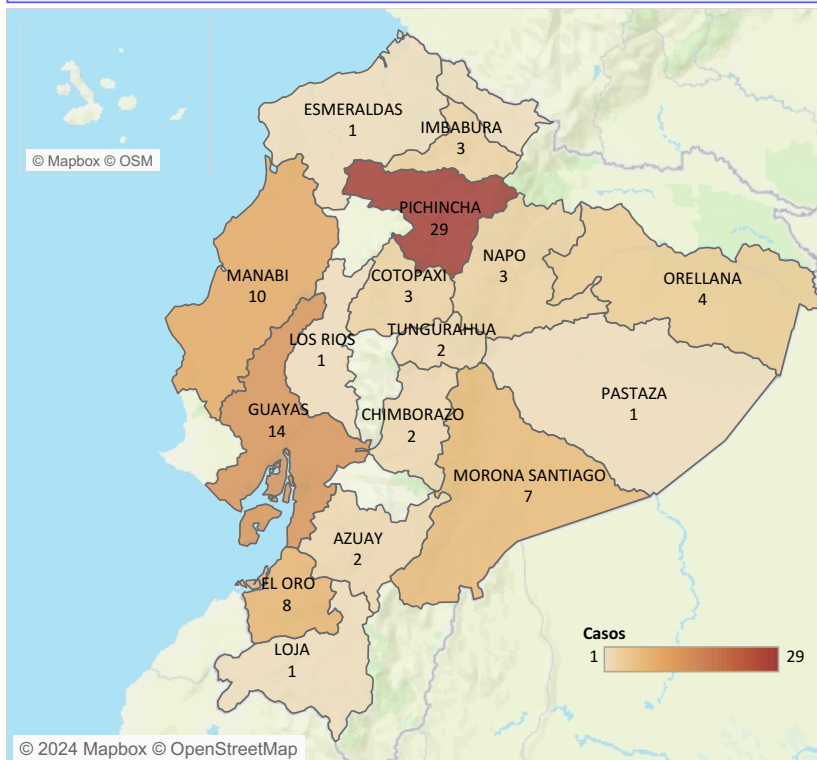 © Mapbox © OSM
ESMERALDAS
1
IMBABURA
3
PICHINCHA
29
MANABI
10
COTOPAXI
3
NAPO
3
ORELLANA
4
LOS RIOS
1
TUNGURAHUA
2
PASTAZA
1
GUAYAS
14
CHIMBORAZO
2
MORONA SANTIAGO
7
AZUAY
2
EL ORO
8
LOJA
1
Casos
1 29
© 2024 Mapbox © OpenStreetMap